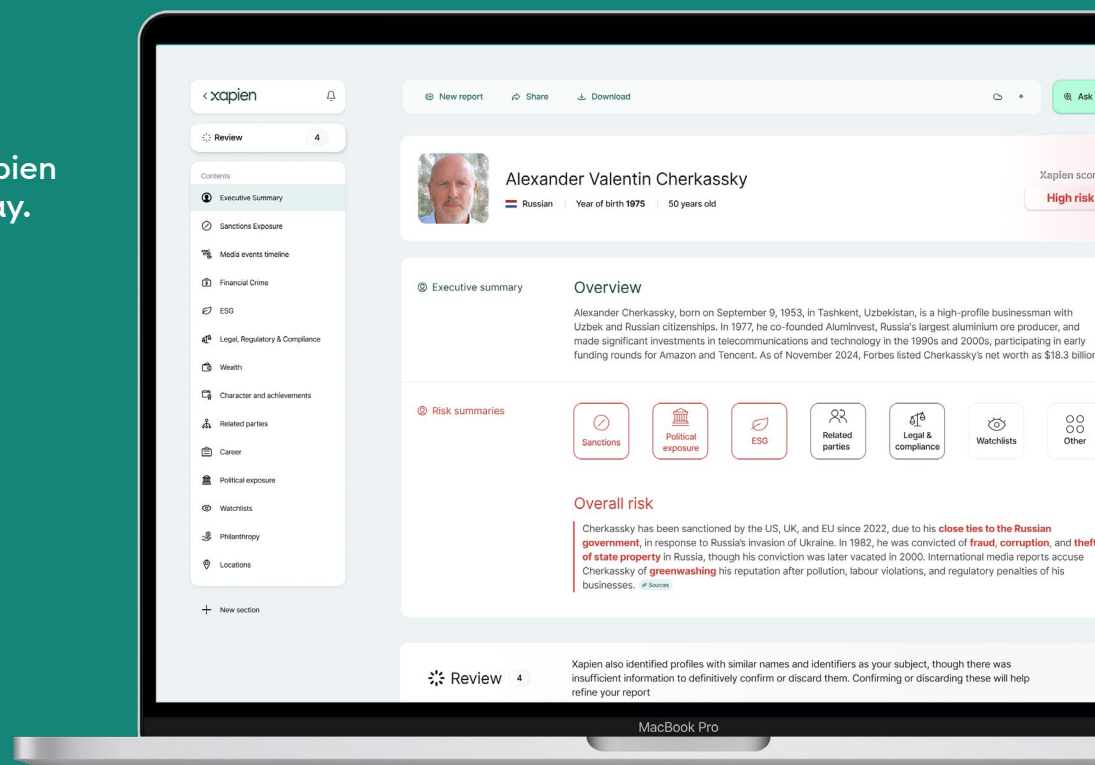 pien
ay.
xapien
Review 4
Contents
Executive Summary
Sanctions Exposure
Media events timeline
Financial Crime
ESG
Legal, Regulatory & Compliance
Wealth
Character and achievements
Related parties
Career
Political exposure
Watchlists
Philanthropy
Locations
New section
New report Share Download Ask
Alexander Valentin Cherkassky
Russian Year of birth 1975 50 years old
Xapien scor
High risk
Executive summary
Overview
Alexander Cherkassky, born on September 9, 1953, in Tashkent, Uzbekistan, is a high-profile businessman with
Uzbek and Russian citizenships. In 1977, he co-founded Aluminvest, Russia's largest aluminium ore producer, and
made significant investments in telecommunications and technology in the 1990s and 2000s, participating in early
funding rounds for Amazon and Tencent. As of November 2024, Forbes listed Cherkassky's net worth as $18.3 billion
Risk summaries
Sanctions
Political
exposure
ESG
Related
parties
Legal &
compliance
Watchlists
Other
Overall risk
Cherkassky has been sanctioned by the US, UK, and EU since 2022, due to his close ties to the Russian
government, in response to Russia's invasion of Ukraine. In 1982, he was convicted of fraud, corruption, and theft
of state property in Russia, though his conviction was later vacated in 2000. International media reports accuse
Cherkassky of greenwashing his reputation after pollution, labour violations, and regulatory penalties of his
businesses. Sources
Review 4
Xapien also identified profiles with similar names and identifiers as your subject, though there was
insufficient information to definitively confirm or discard them. Confirming or discarding these will help
refine your report
MacBook Pro